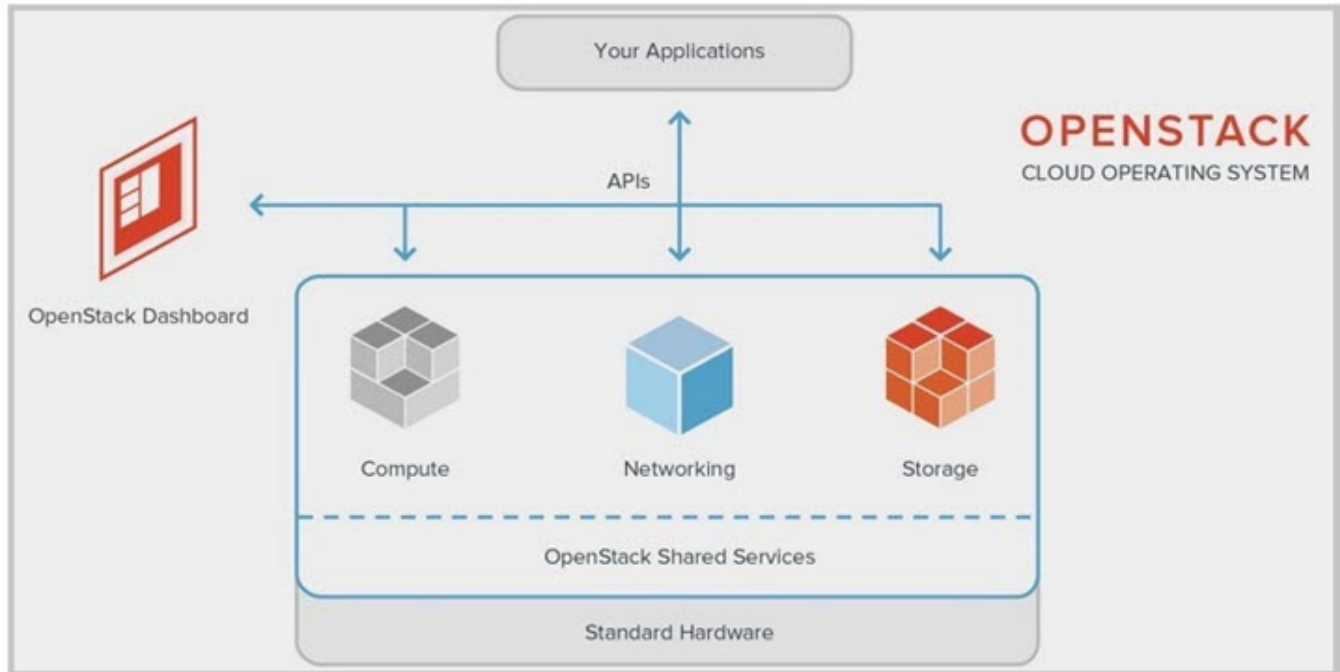 Your Applications
OPENSTACK
CLOUD OPERATING SYSTEM
APIs
OpenStack Dashboard
Compute
Networking
Storage
OpenStack Shared Services
Standard Hardware